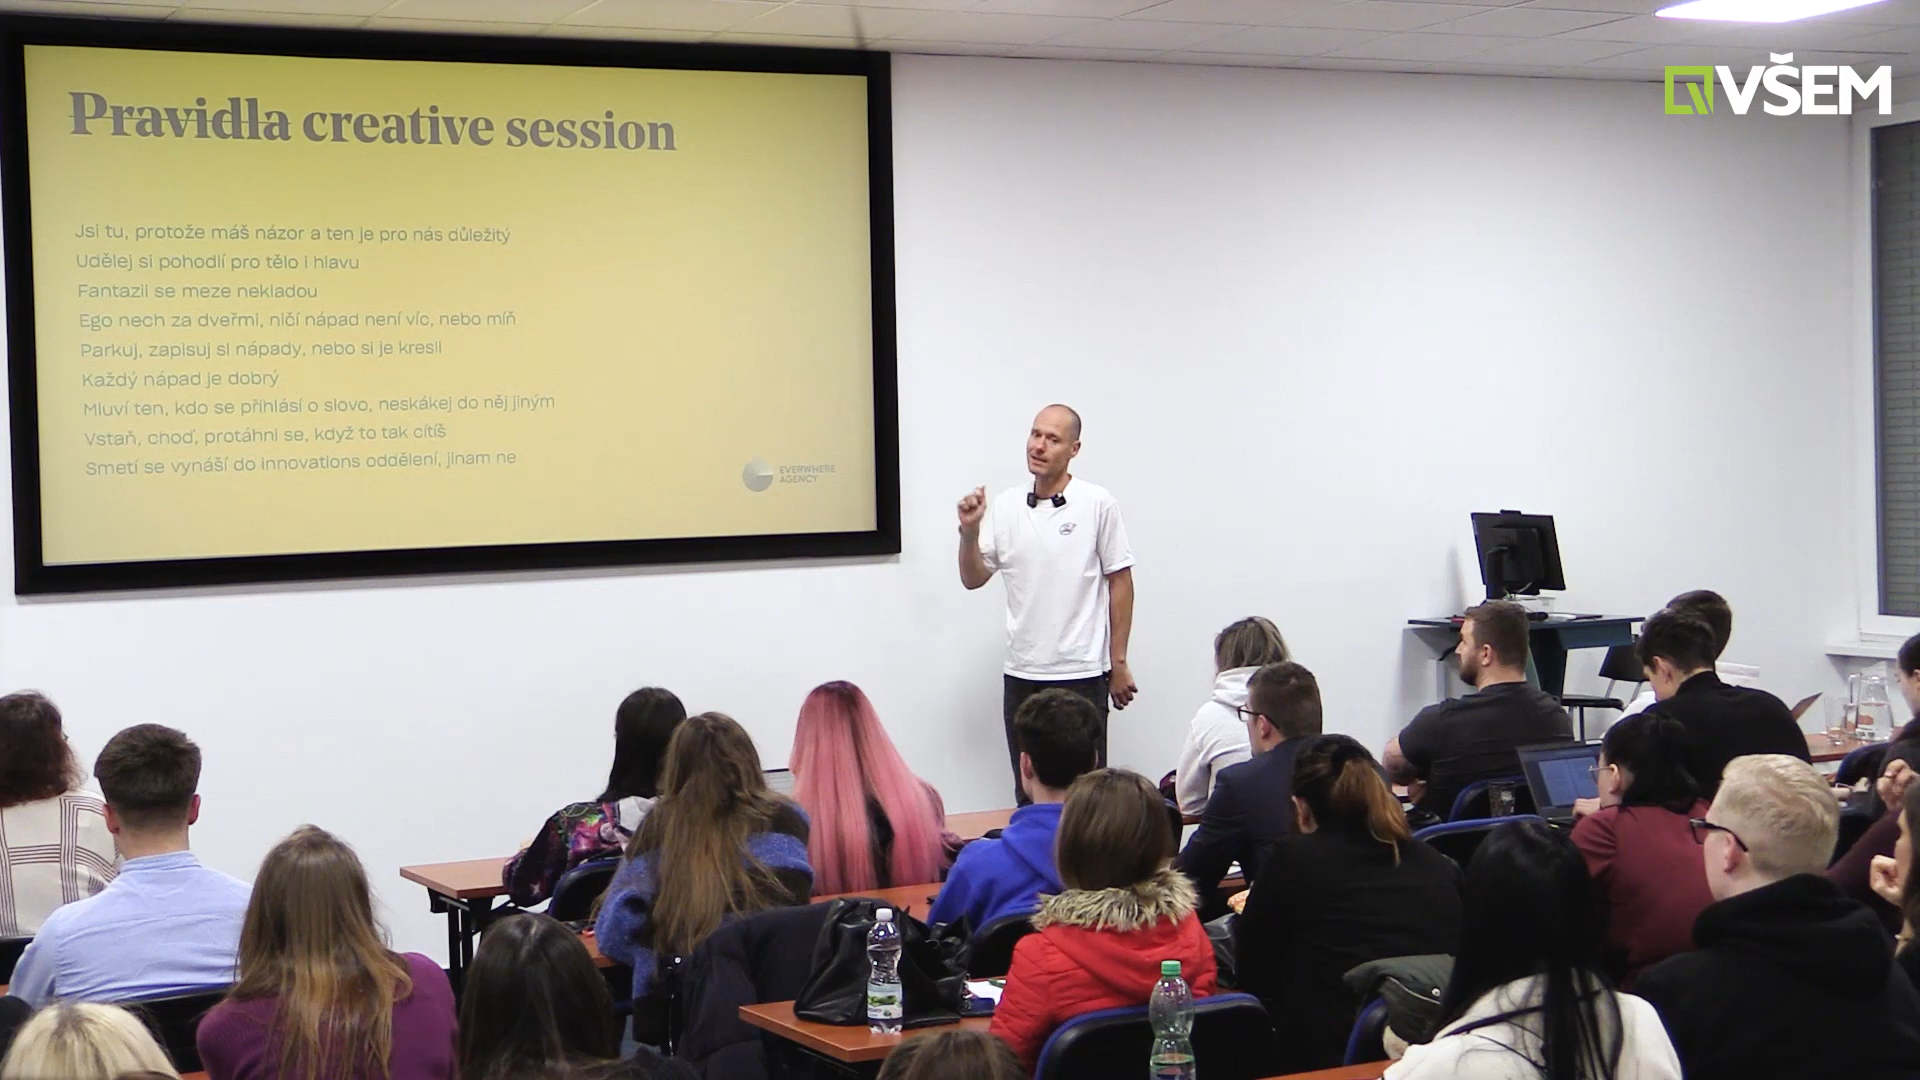 Pravidla creative session
Jsi tu, protože máš názor a ten je pro nás důležitý
Udělej si pohodlí pro tělo i hlavu
Fantazii se meze nekladou
Ego nech za dveřmi, ničí nápad není víc, nebo míň
Parkuj, zapisuj si nápady, nebo si je kresli
Každý nápad je dobrý
Mluví ten, kdo se přihlásí o slovo, neskákej do něj jiným
Vstaň, choď, protáhni se, když to tak cítíš
Smetí se vynáší do innovations oddělení, jinam ne
EVERWHERE
AGENCY
VŠEM